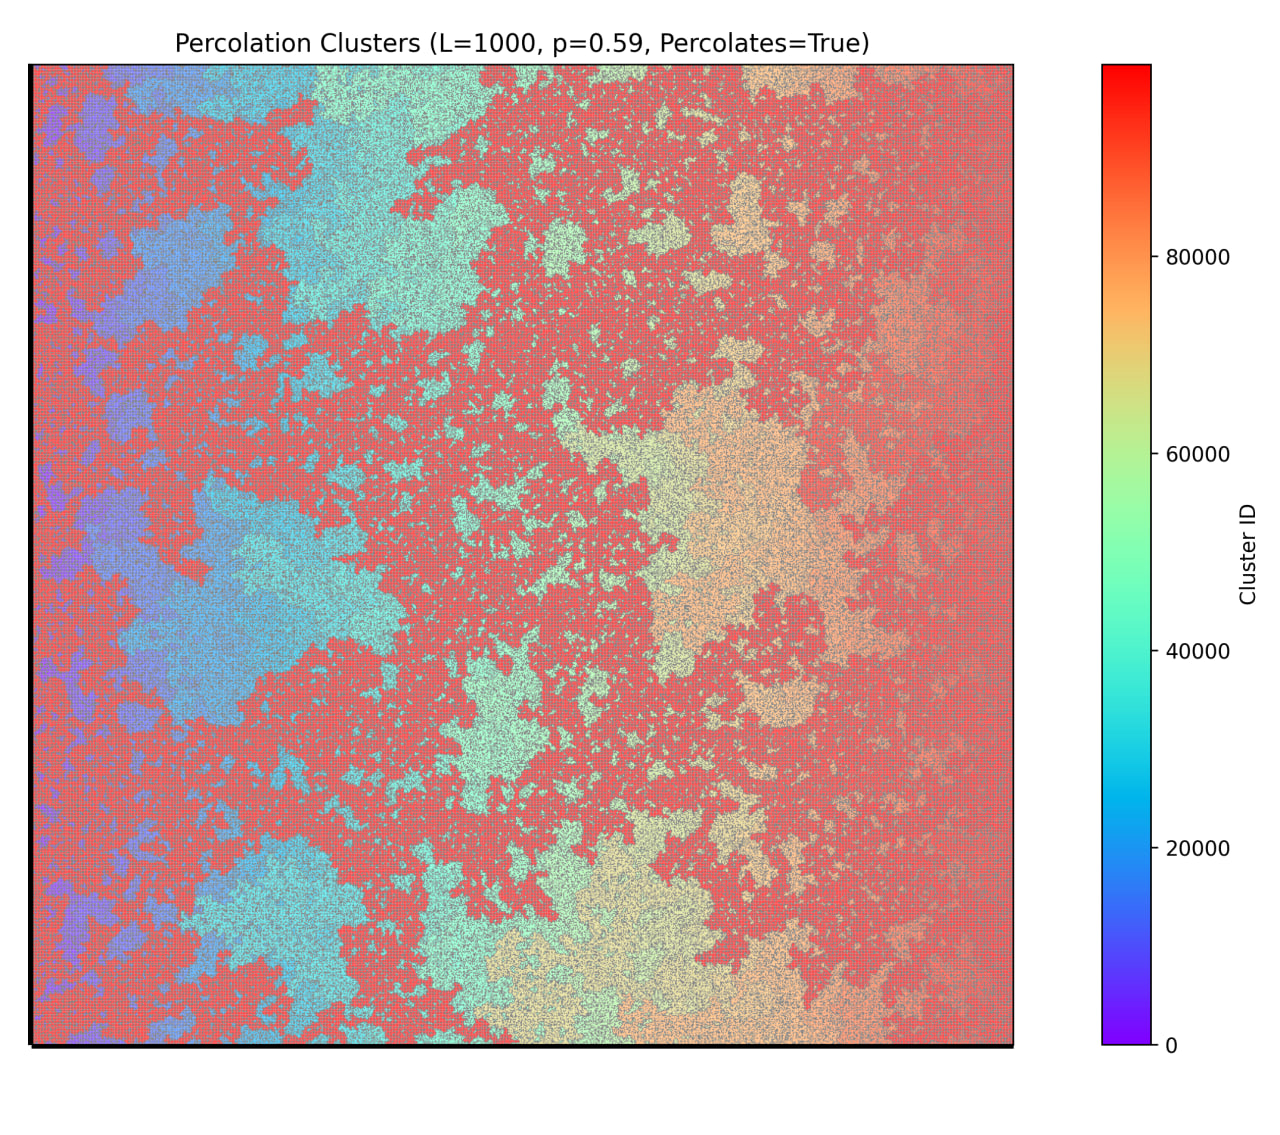 Percolation Clusters (L=1000, p=0.59, Percolates=True)
80000
60000
40000
20000
0
Cluster ID